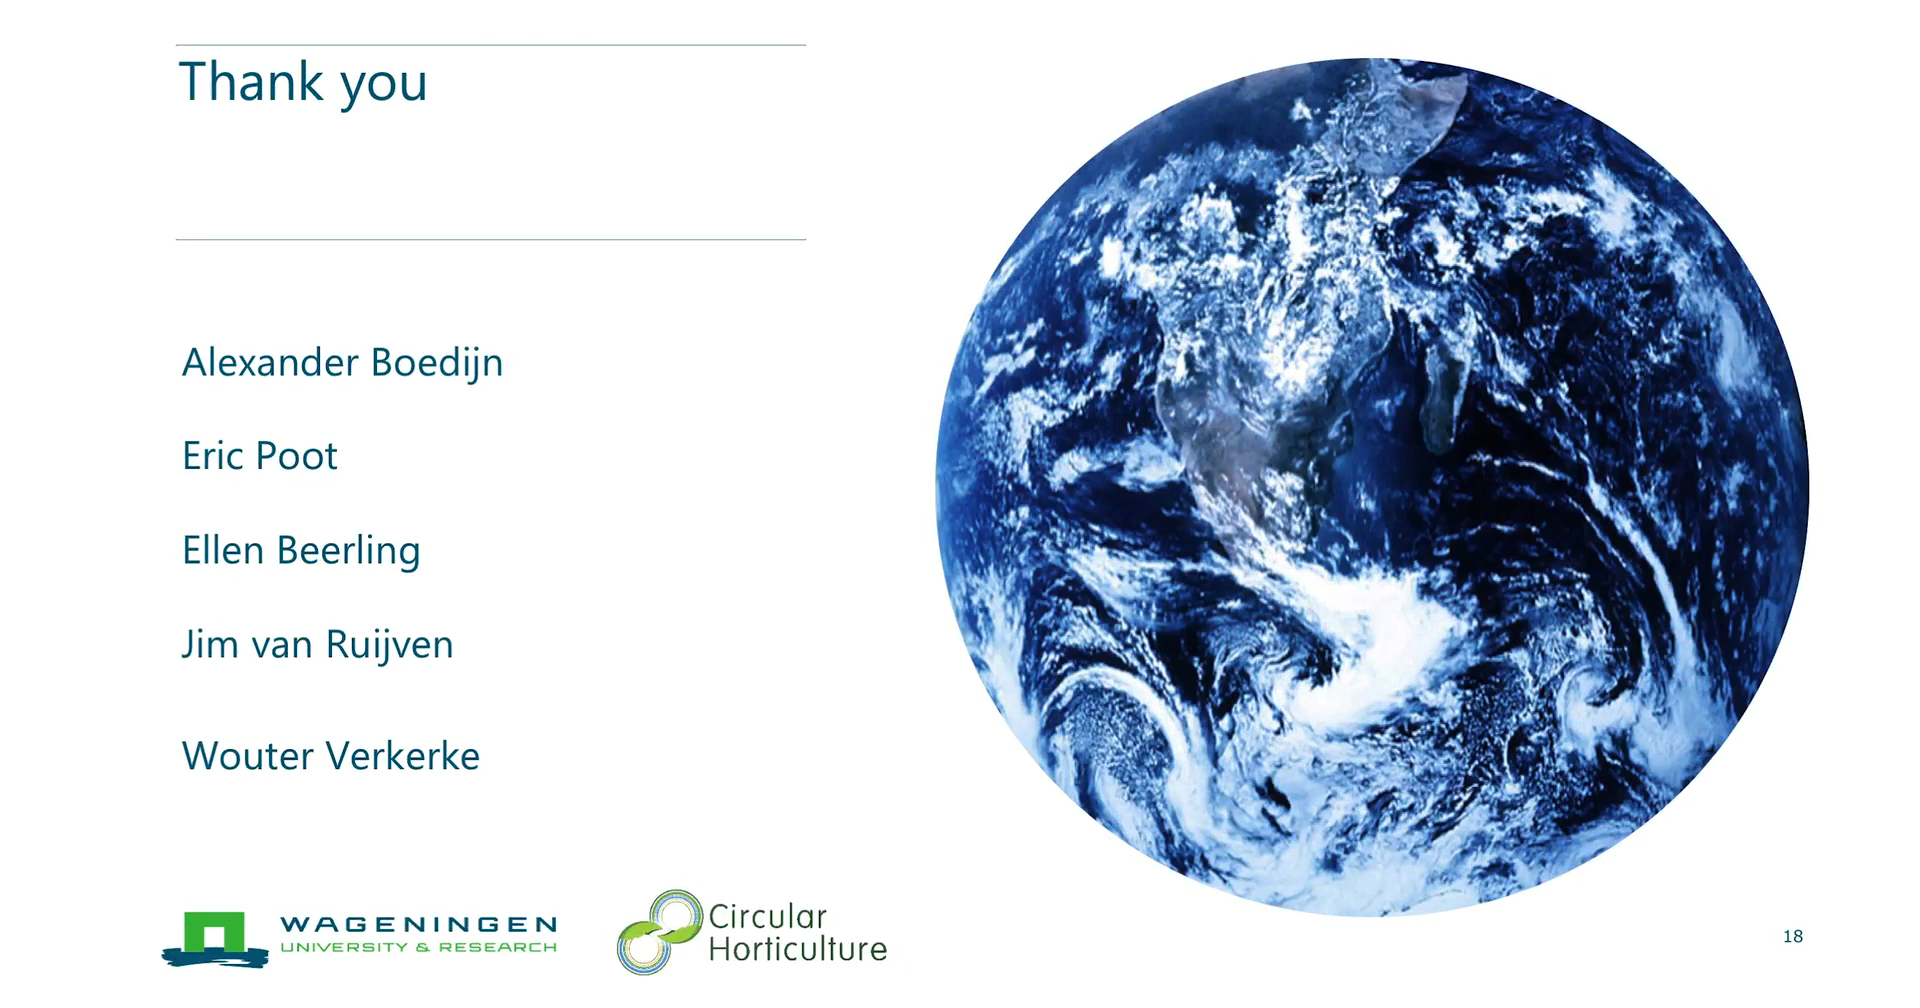 Thank you
Alexander Boedijn
Eric Poot
Ellen Beerling
Jim van Ruijven
Wouter Verkerke
WAGENINGEN
UNIVERSITY & RESEARCH
Circular
Horticulture
18